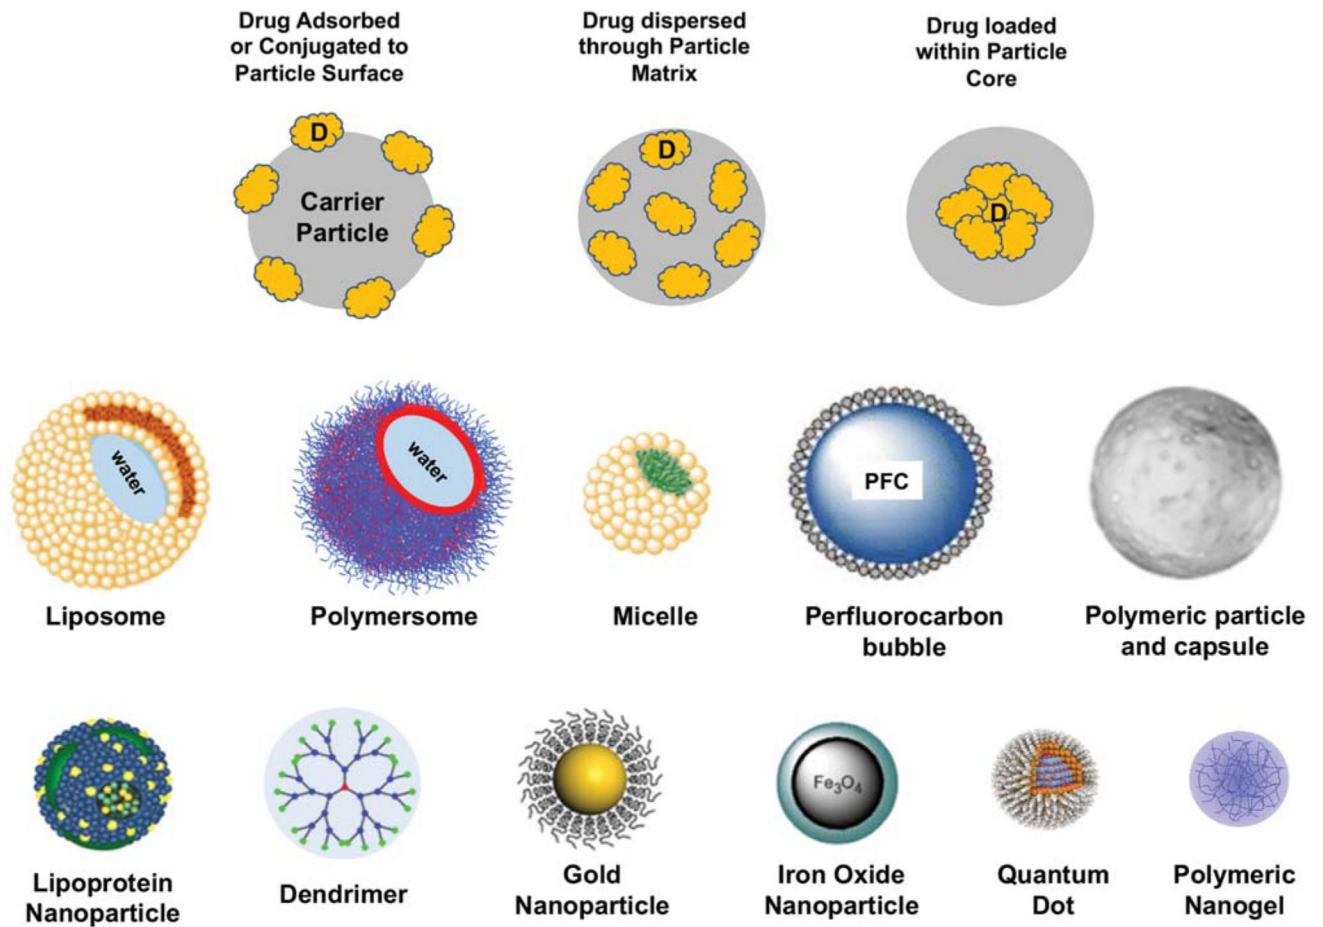 Drug Adsorbed
or Conjugated to
Particle Surface
Drug dispersed
through Particle
Matrix
Drug loaded
within Particle
Core
D
Carrier
Particle
D
D
water
water
PFC
Liposome
Polymersome
Micelle
Perfluorocarbon
bubble
Polymeric particle
and capsule
Fe₃O₄
Lipoprotein
Nanoparticle
Dendrimer
Gold
Nanoparticle
Iron Oxide
Nanoparticle
Quantum
Dot
Polymeric
Nanogel